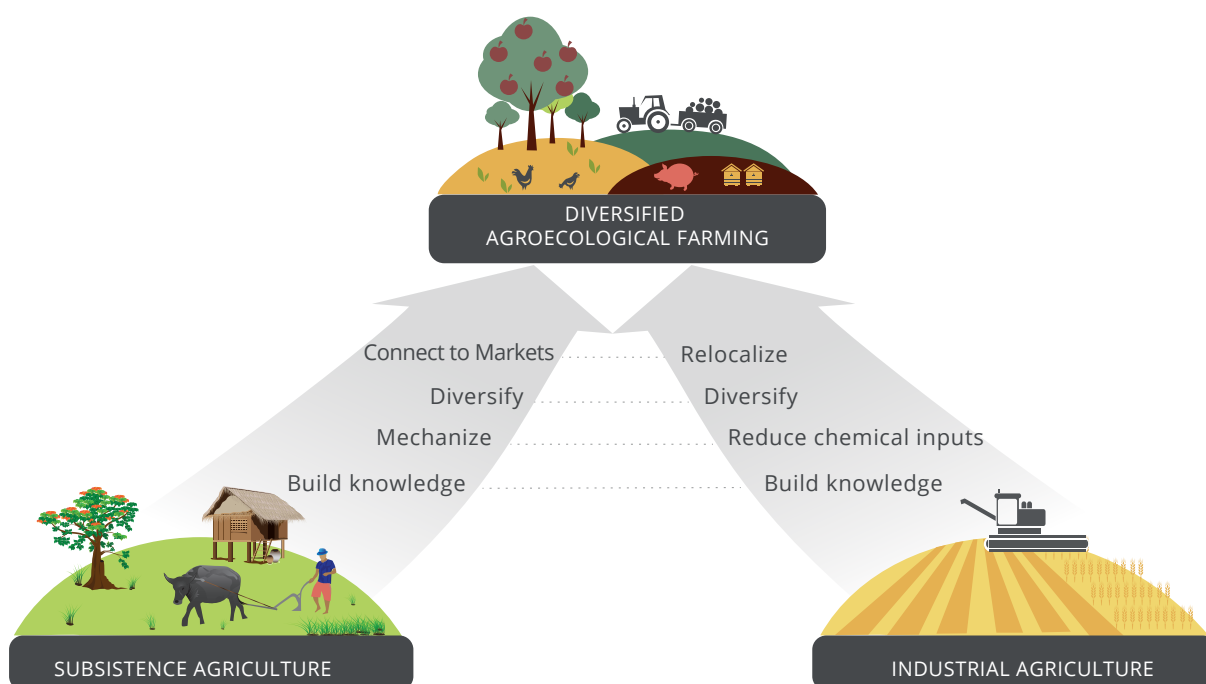 DIVERSIFIED
AGROECOLOGICAL FARMING
Connect to Markets
Relocalize
Diversify
Diversify
Mechanize
Reduce chemical inputs
Build knowledge
Build knowledge
SUBSISTENCE AGRICULTURE
INDUSTRIAL AGRICULTURE